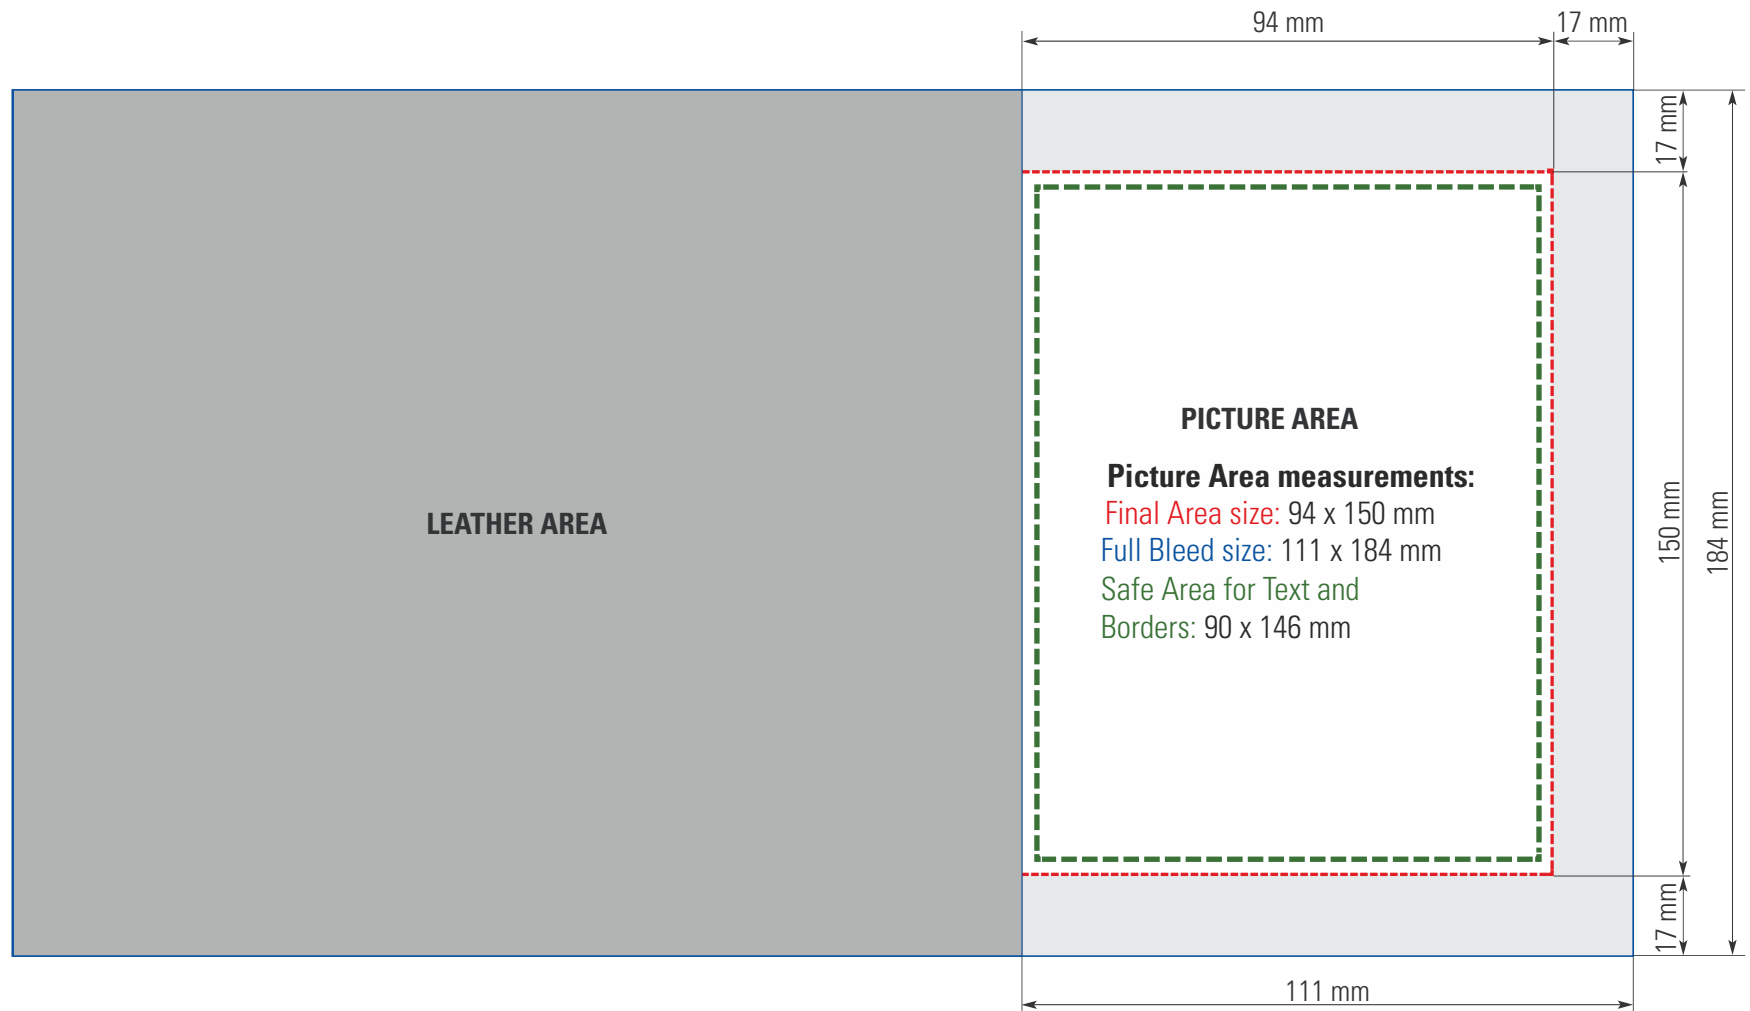 94 mm
17 mm
17 mm
LEATHER AREA
PICTURE AREA
Picture Area measurements:
Final Area size: 94 x 150 mm
Full Bleed size: 111 x 184 mm
Safe Area for Text and
Borders: 90 x 146 mm
150 mm
184 mm
17 mm
111 mm